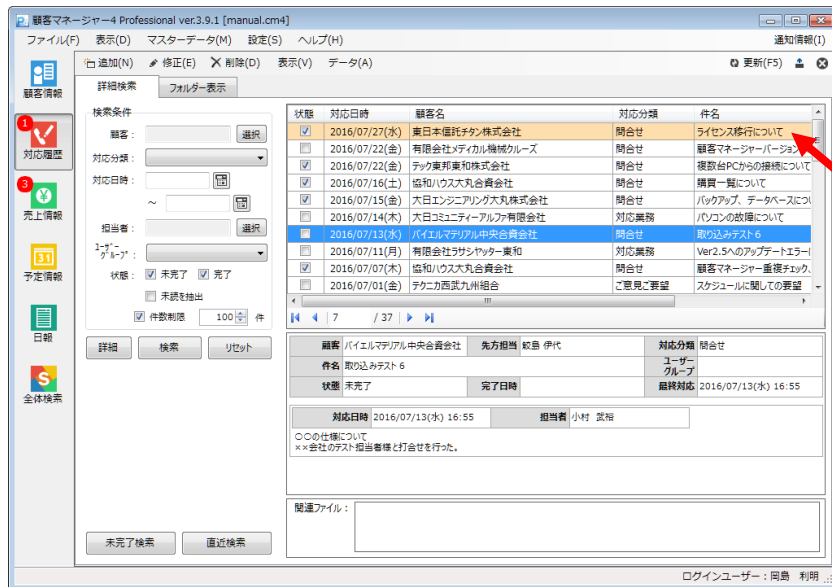 顧客マネージャー4 Professional ver.3.9.1 [manual.cm4]
ファイル(F) 表示(D) マスターデータ(M) 設定(S) ヘルプ(H) 通知情報(I)
追加(N) 修正(E) 削除(D) 表示(V) データ(A) 更新(F5)
顧客情報
1
対応履歴
3
売上情報
31
予定情報
日報
全体検索
詳細検索 フォルダー表示
検索条件
顧客： 選択
対応分類：
対応日時：
～
担当者： 選択
ユーザーグループ：
状態： 未完了 完了
未読を抽出
件数制限 100 件
詳細 検索 リセット
未完了検索 直近検索
状態 対応日時 顧客名 対応分類 件名
2016/07/27(水) 東日本信託チタン株式会社 問合せ ライセンス移行について
2016/07/22(金) 有限会社メディカル機械クルーズ 問合せ 顧客マネージャーバージョン
2016/07/22(金) テック東邦東和株式会社 問合せ 複数台PCからの接続について
2016/07/16(土) 協和ハウス大丸合資会社 問合せ 購買一覧について
2016/07/15(金) 大日エンジニアリング大丸株式会社 問合せ バックアップ、データベースについ
2016/07/14(木) 大日コミュニティーアルファ有限会社 対応業務 パソコンの故障について
2016/07/13(水) バイエルマテリアル中央合資会社 問合せ 取り込みテスト６
2016/07/11(月) 有限会社ラサシヤッター東和 対応業務 Ver2.5へのアップデートエラー
2016/07/07(木) 協和ハウス大丸合資会社 問合せ 顧客マネージャー重複チェック、
2016/07/01(金) テクニカ西武九州組合 ご意見ご要望 スケジュールに関しての要望
7 / 37
顧客 バイエルマテリアル中央合資会社 先方担当 鮫島 伊代 対応分類 問合せ
件名 取り込みテスト６ ユーザーグループ
状態 未完了 完了日時 最終対応 2016/07/13(水) 16:55
対応日時 2016/07/13(水) 16:55 担当者 小村 武裕
○○の仕様について
××会社のテスト担当者様と打合せを行った。
関連ファイル：
ログインユーザー：岡島 利明